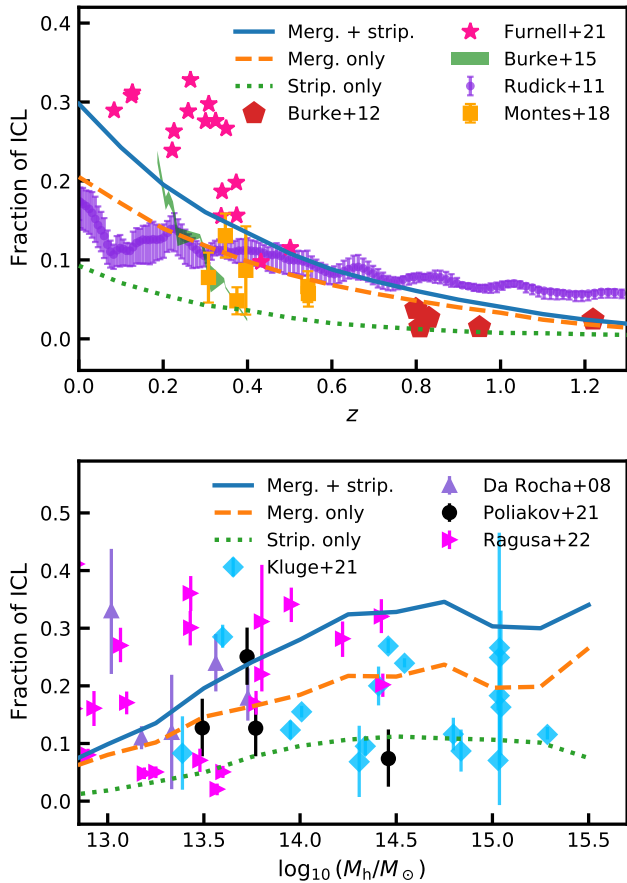 0.4
0.3
0.2
0.1
0.0
Fraction of ICL
Merg. + strip.
Merg. only
Strip. only
Burke+12
Furnell+21
Burke+15
Rudick+11
Montes+18
0.0 0.2 0.4 0.6 0.8 1.0 1.2
z
0.5
0.4
0.3
0.2
0.1
0.0
Fraction of ICL
Merg. + strip.
Merg. only
Strip. only
Kluge+21
Da Rocha+08
Poliakov+21
Ragusa+22
13.0 13.5 14.0 14.5 15.0 15.5
log₁₀ (Mₕ/M⊙)